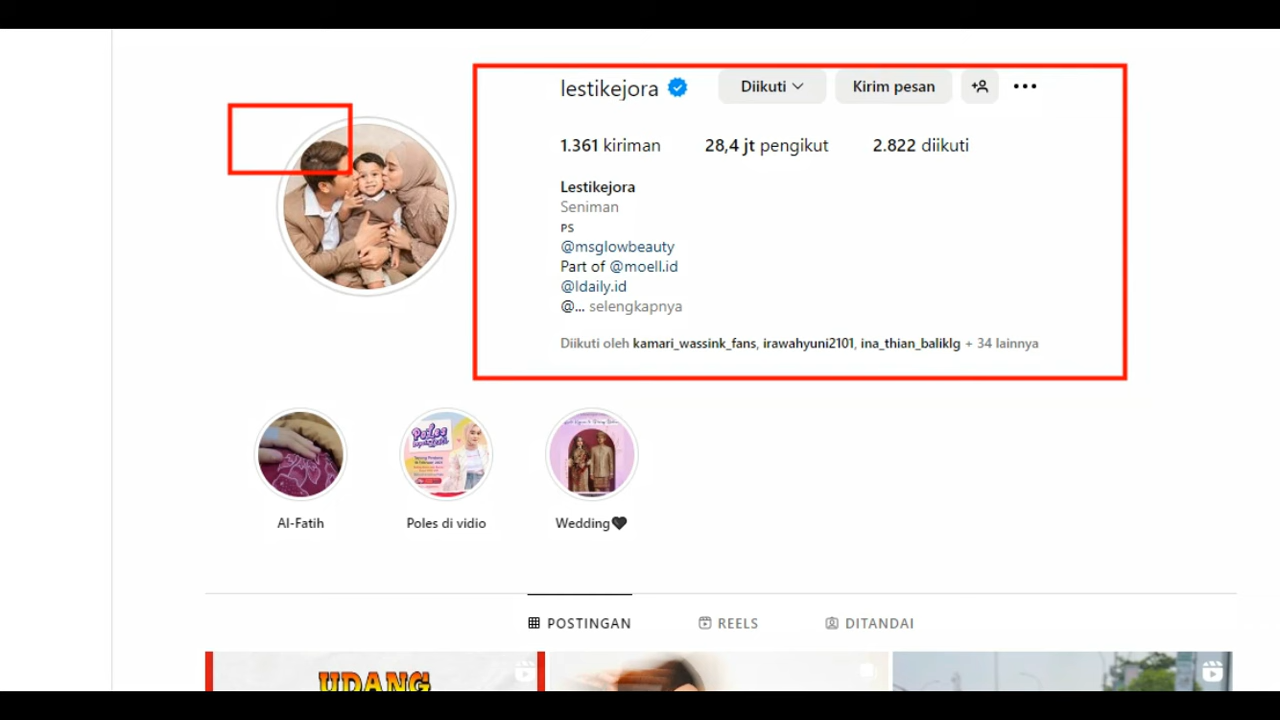 lestikejora
Diikuti
Kirim pesan
1.361 kiriman
28,4 jt pengikut
2.822 diikuti
Lestikejora
Seniman
PS
@msglowbeauty
Part of @moell.id
@ldaily.id
@... selengkapnya
Diikuti oleh kamari_wassink_fans, irawahyuni2101, ina_thian_baliklg + 34 lainnya
Poles
Al-Fatih
Poles di vidio
Wedding🖤
POSTINGAN
REELS
DITANDAI
UDANG